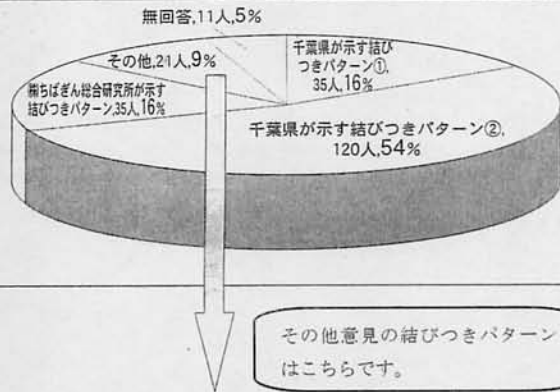 無回答,11人,5%
その他,21人,9%
千葉県が示す結び
つきパターン①,
35人,16%
㈱ちばぎん総合研究所が示す
結びつきパターン,35人,16%
千葉県が示す結びつきパターン②,
120人,54%
その他意見の結びつきパターン
はこちらです。